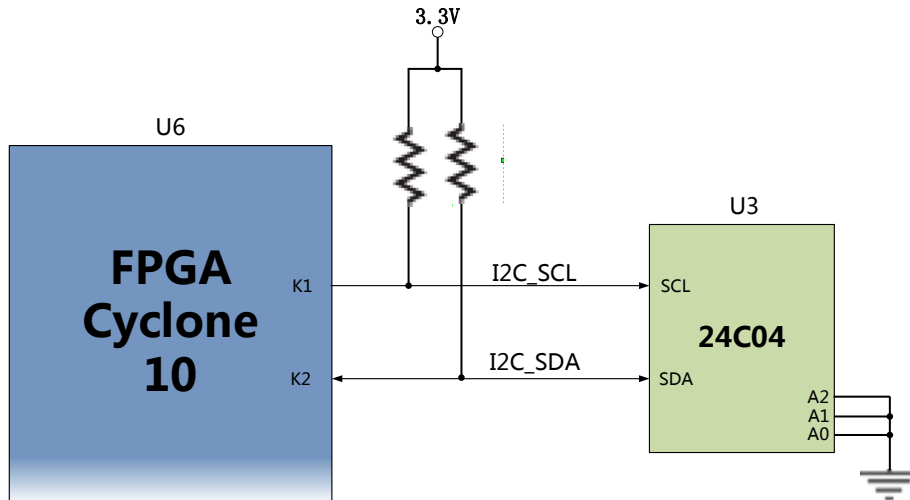 3.3V
U6
U3
FPGA
Cyclone
10
K1
I2C_SCL
SCL
24C04
K2
I2C_SDA
SDA
A2
A1
A0